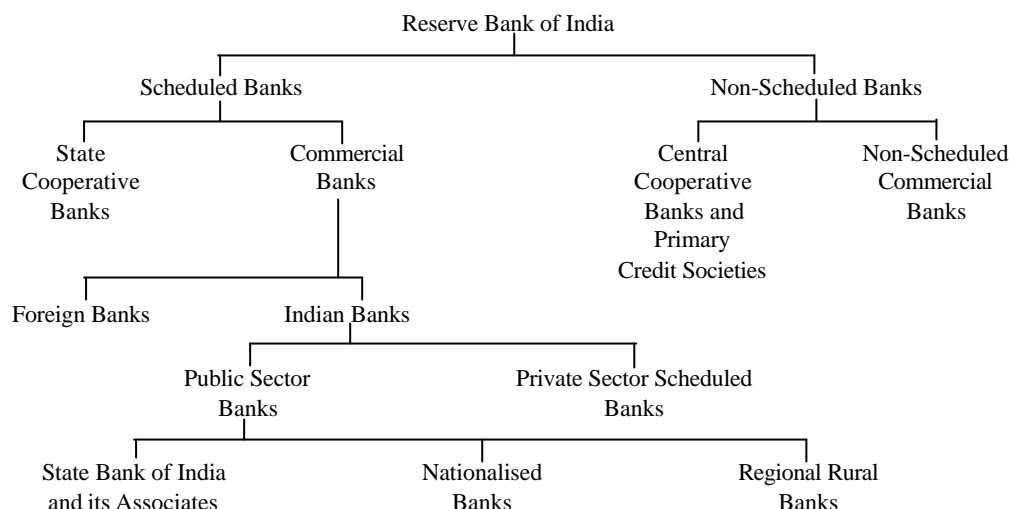 Reserve Bank of India
Scheduled Banks
Non-Scheduled Banks
State
Cooperative
Banks
Commercial
Banks
Central
Cooperative
Banks and
Primary
Credit Societies
Non-Scheduled
Commercial
Banks
Foreign Banks
Indian Banks
Public Sector
Banks
Private Sector Scheduled
Banks
State Bank of India
and its Associates
Nationalised
Banks
Regional Rural
Banks